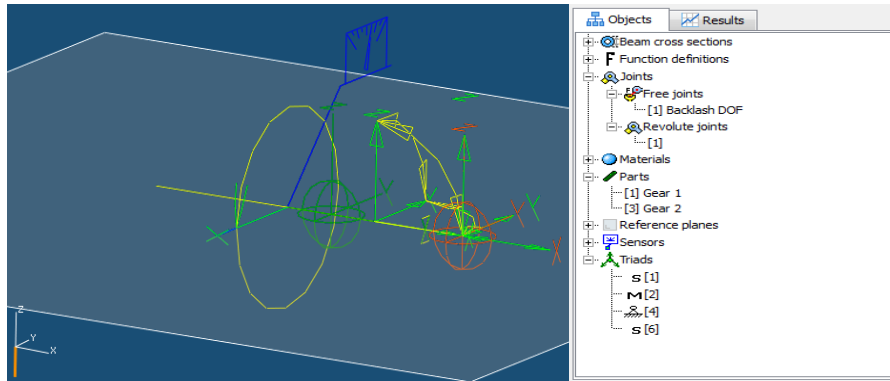 Objects
Results
Beam cross sections
F Function definitions
Joints
Free joints
[1] Backlash DOF
Revolute joints
[1]
Materials
Parts
[1] Gear 1
[3] Gear 2
Reference planes
Sensors
Triads
S [1]
M [2]
[4]
S [6]
X
X
Y
Z
X
X
Z
Y
X